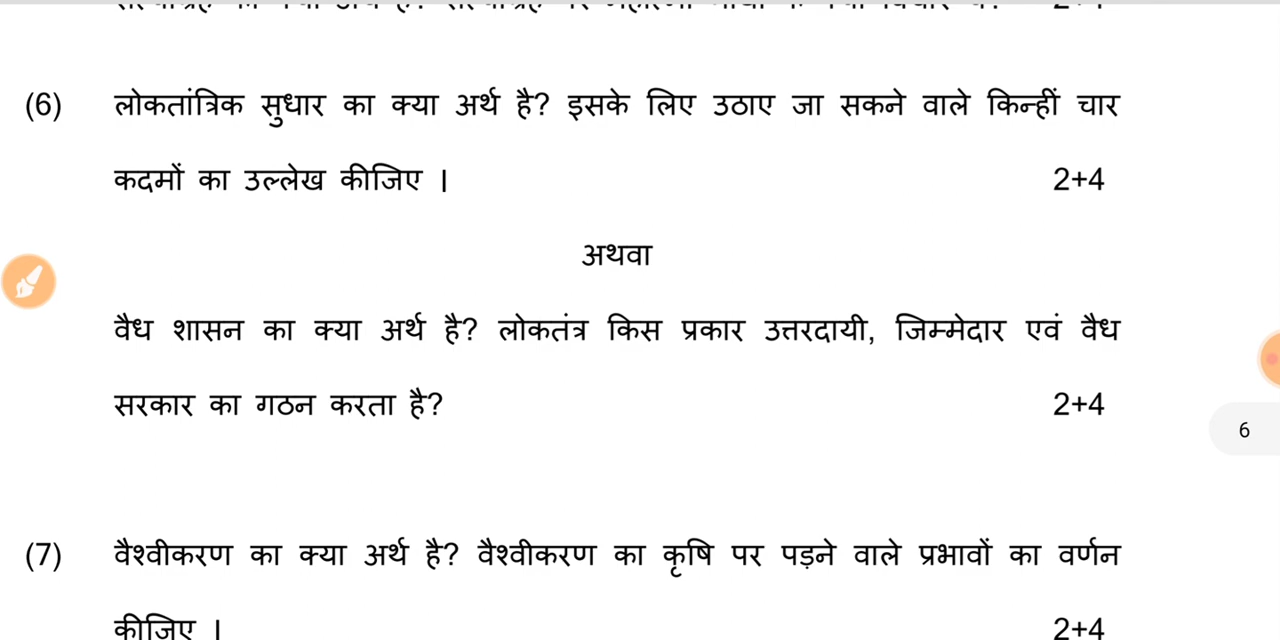 (6) लोकतांत्रिक सुधार का क्या अर्थ है? इसके लिए उठाए जा सकने वाले किन्हीं चार
कदमों का उल्लेख कीजिए । 2+4
अथवा
वैध शासन का क्या अर्थ है? लोकतंत्र किस प्रकार उत्तरदायी, जिम्मेदार एवं वैध
सरकार का गठन करता है? 2+4
6
(7) वैश्वीकरण का क्या अर्थ है? वैश्वीकरण का कृषि पर पड़ने वाले प्रभावों का वर्णन
कीजिए । 2+4